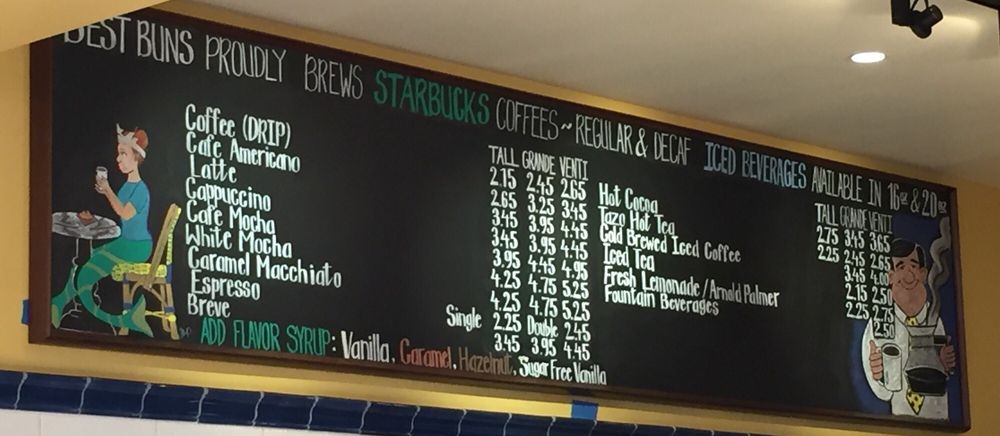 BEST BUNS PROUDLY BREWS STARBUCKS COFFEES ~ REGULAR & DECAF ICED BEVERAGES AVAILABLE IN 16oz & 20oz
TALL GRANDE VENTI
Coffee (DRIP) 2.15 2.45 2.65
Cafe Americano 2.65 3.25 3.45
Latte 3.45 3.95 4.45
Cappuccino 3.45 3.95 4.45
Cafe Mocha 3.95 4.45 4.95
White Mocha 4.25 4.75 5.25
Caramel Macchiato 4.25 4.75 5.25
Espresso Single 2.25 Double 2.45
Breve 3.45 3.95 4.45
ADD FLAVOR SYRUP: Vanilla, Caramel, Hazelnut, Sugar Free Vanilla
TALL GRANDE VENTI
Hot Cocoa 2.75 3.45 3.65
Tazo Hot Tea 2.25 2.45 2.65
Cold Brewed Iced Coffee 3.45 4.00
Iced Tea 2.15 2.50
Fresh Lemonade / Arnold Palmer 2.25 2.75
Fountain Beverages 2.50